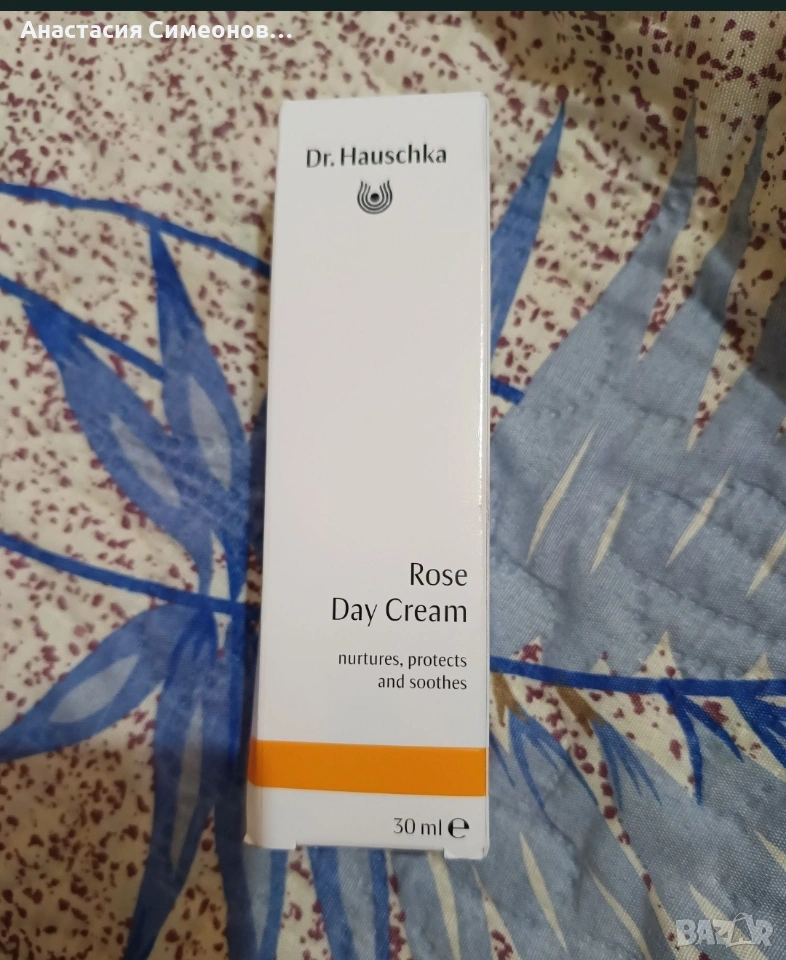 Анастасия Симеонов...
Dr. Hauschka
Rose
Day Cream
nurtures, protects
and soothes
30 ml ℮
BAZAR